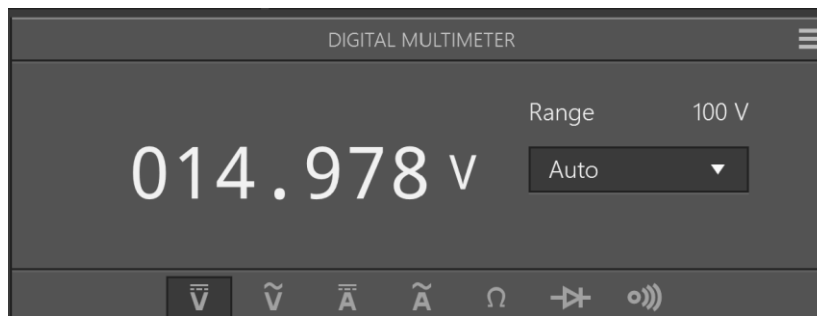 DIGITAL MULTIMETER
Range 100 V
014.978 V
Auto
V V A A Ω